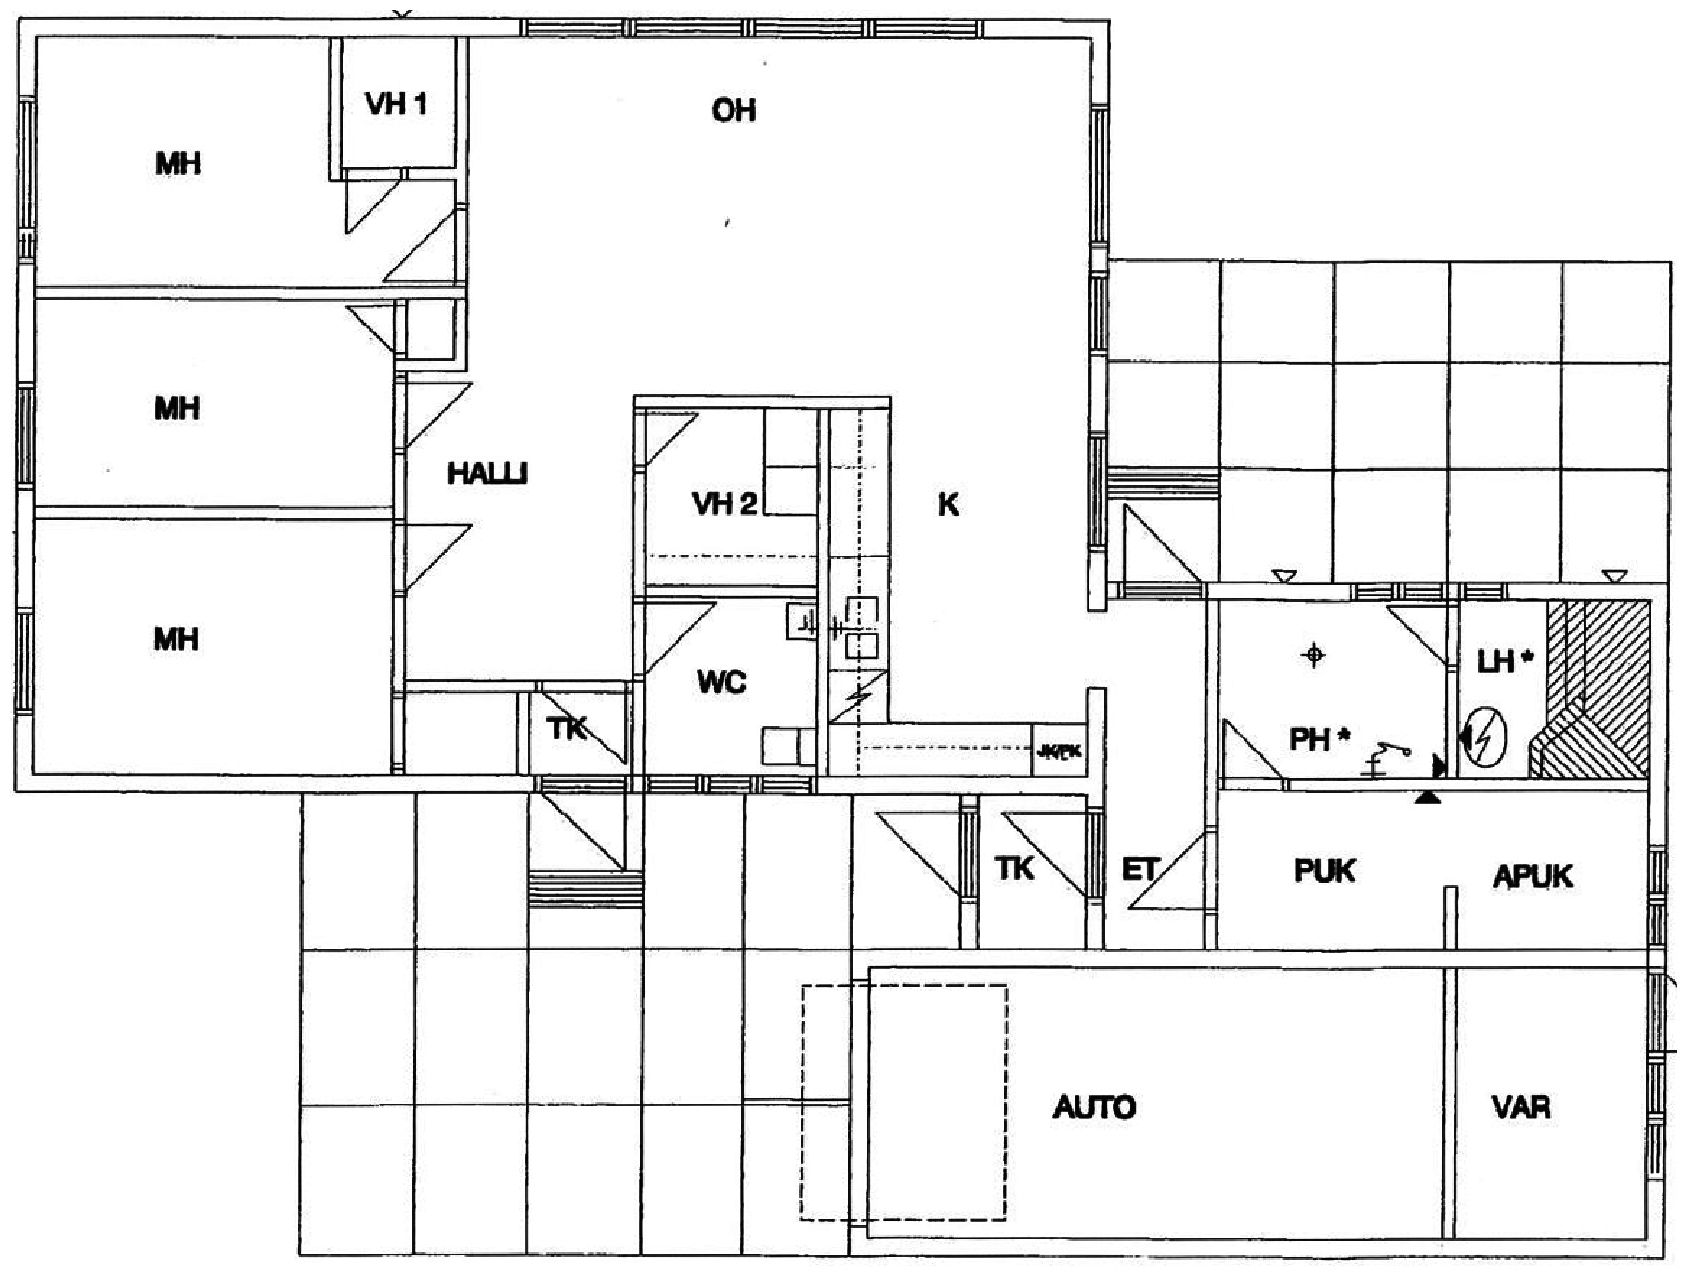 VH 1
OH
MH
MH
HALLI
VH 2
K
MH
WC
LH *
TK
PH *
JK/PK
TK
ET
PUK
APUK
AUTO
VAR